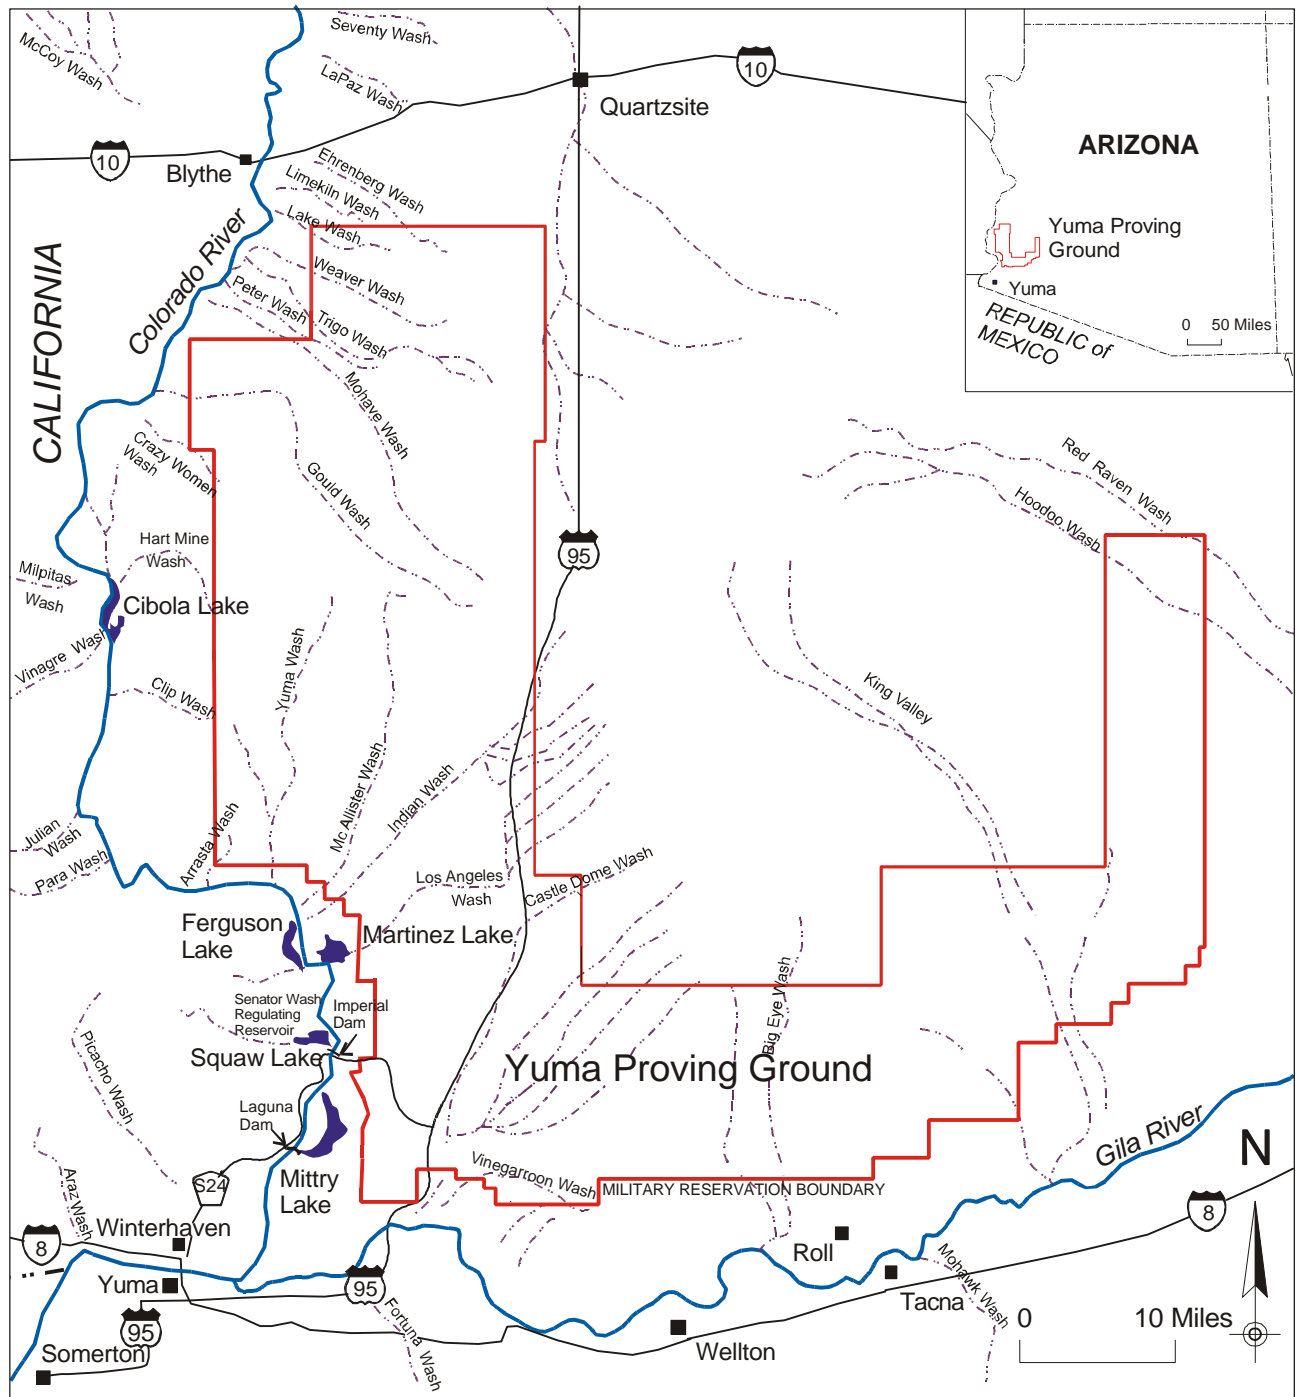 Seventy Wash
McCoy Wash
LaPaz Wash
10
Quartzsite
10
Blythe
Ehrenberg Wash
Limekiln Wash
Lake Wash
Colorado River
CALIFORNIA
Weaver Wash
Peter Wash
Trigo Wash
Mohave Wash
Crazy Women
Wash
Gould Wash
ARIZONA
Yuma Proving
Ground
Yuma
REPUBLIC of
MEXICO
0 50 Miles
Red Raven Wash
Hoodoo Wash
95
Hart Mine
Wash
Milpitas
Wash
Cibola Lake
Vinagre Wash
Clip Wash
Yuma Wash
King Valley
Mc Allister Wash
Indian Wash
Julian
Wash
Para Wash
Arrasta Wash
Los Angeles
Wash
Castle Dome Wash
Ferguson
Lake
Martinez Lake
Big Eye Wash
Senator Wash
Regulating
Reservoir
Imperial
Dam
Squaw Lake
Yuma Proving Ground
Picacho Wash
Laguna
Dam
Mittry
Lake
Gila River
N
Vinegarroon Wash
MILITARY RESERVATION BOUNDARY
S24
Araz Wash
Winterhaven
8
8
Roll
Yuma
95
Tacna
Mohawk Wash
0 10 Miles
95
Fortuna Wash
Wellton
Somerton